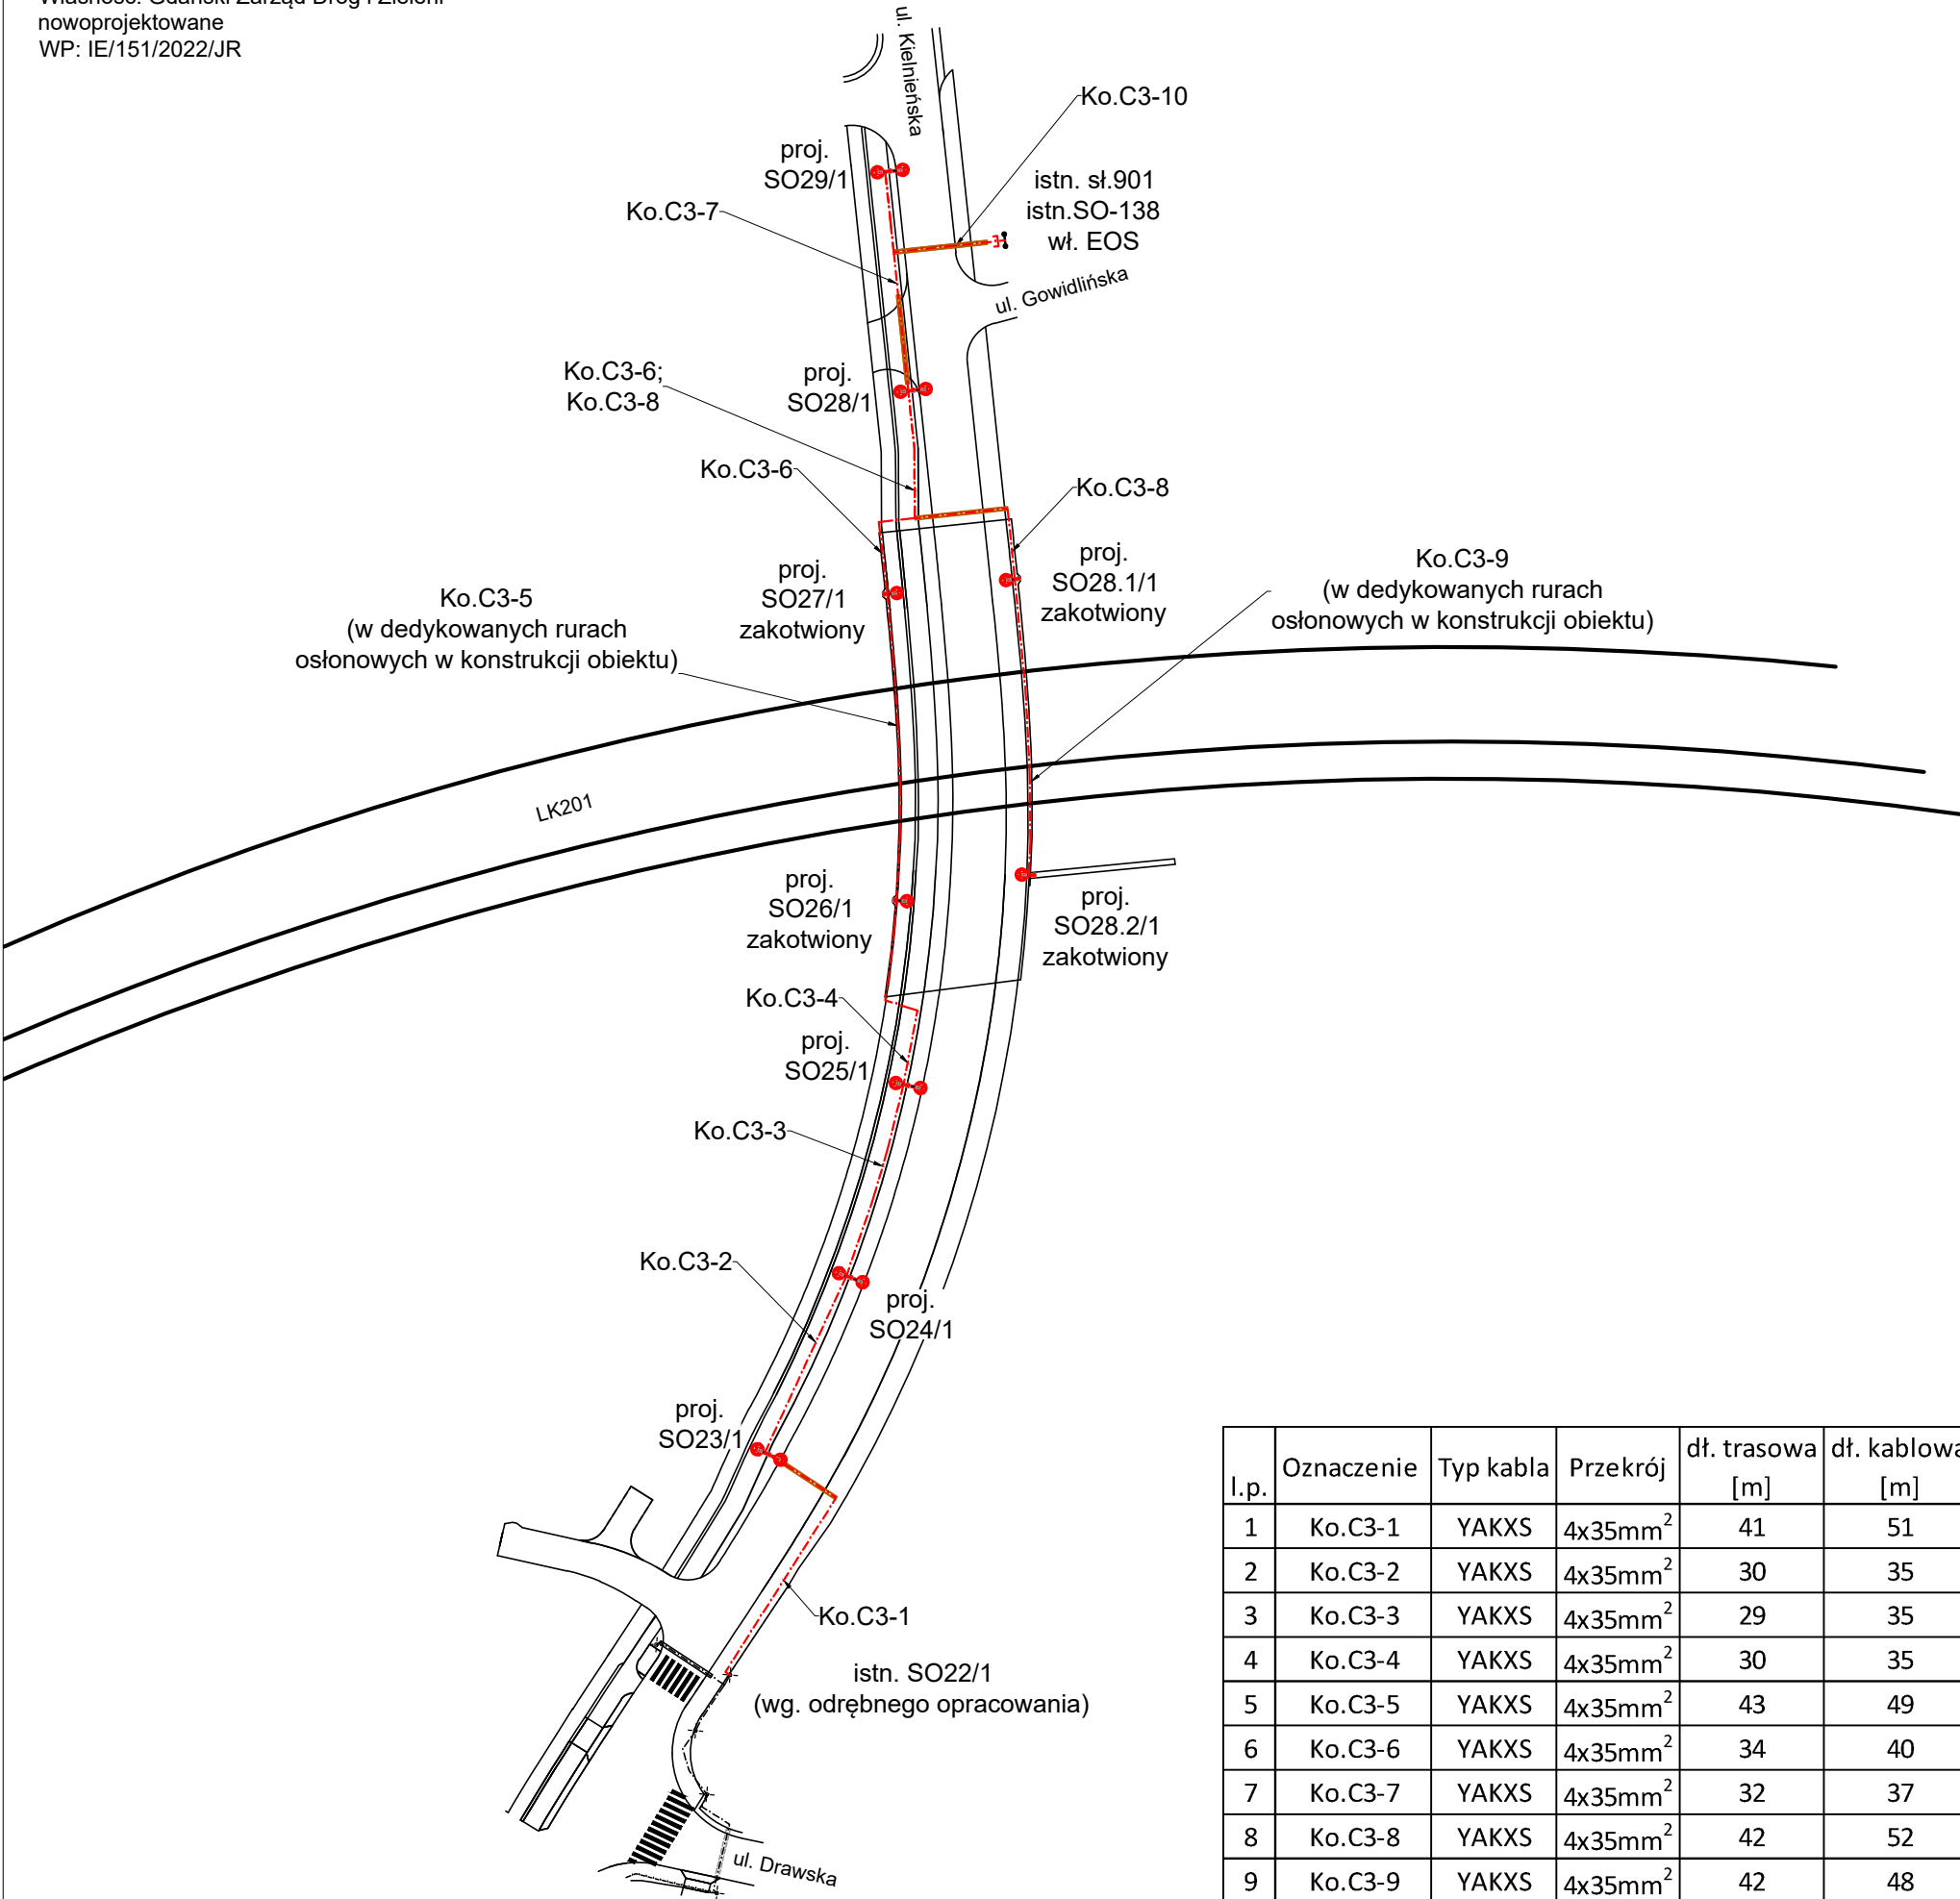 Własność: Gdański Zarząd Dróg i Zieleni
nowoprojektowane
WP: IE/151/2022/JR
ul. Kielnieńska
Ko.C3-10
proj.
SO29/1
istn. sł.901
istn.SO-138
wł. EOS
Ko.C3-7
ul. Gowidlińska
Ko.C3-6;
Ko.C3-8
proj.
SO28/1
Ko.C3-6
Ko.C3-8
proj.
SO27/1
zakotwiony
proj.
SO28.1/1
zakotwiony
Ko.C3-9
(w dedykowanych rurach
osłonowych w konstrukcji obiektu)
Ko.C3-5
(w dedykowanych rurach
osłonowych w konstrukcji obiektu)
LK201
proj.
SO26/1
zakotwiony
proj.
SO28.2/1
zakotwiony
Ko.C3-4
proj.
SO25/1
Ko.C3-3
Ko.C3-2
proj.
SO24/1
proj.
SO23/1
Ko.C3-1
istn. SO22/1
(wg. odrębnego opracowania)
ul. Drawska
l.p. Oznaczenie Typ kabla Przekrój dł. trasowa [m] dł. kablowa [m]
1 Ko.C3-1 YAKXS 4x35mm² 41 51
2 Ko.C3-2 YAKXS 4x35mm² 30 35
3 Ko.C3-3 YAKXS 4x35mm² 29 35
4 Ko.C3-4 YAKXS 4x35mm² 30 35
5 Ko.C3-5 YAKXS 4x35mm² 43 49
6 Ko.C3-6 YAKXS 4x35mm² 34 40
7 Ko.C3-7 YAKXS 4x35mm² 32 37
8 Ko.C3-8 YAKXS 4x35mm² 42 52
9 Ko.C3-9 YAKXS 4x35mm² 42 48